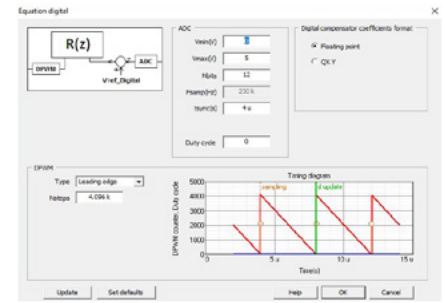 Equation digital
R(z)
DPWM
ADC
Vref_Digital
ADC
Vmin(V)
Vmax(V) 5
Nbits 12
Fsamp(Hz) 250 k
tsync(s) 4 u
Duty cycle 0
Digital compensator coefficients format
Floating point
QX.Y
DPWM
Type Leading edge
Nsteps 4.096 k
Timing diagram
sampling
d update
DPWM counter, Duty cycle
5000
4000
3000
2000
1000
0
0 5 u 10 u 15 u
Time(s)
Update Set defaults Help OK Cancel